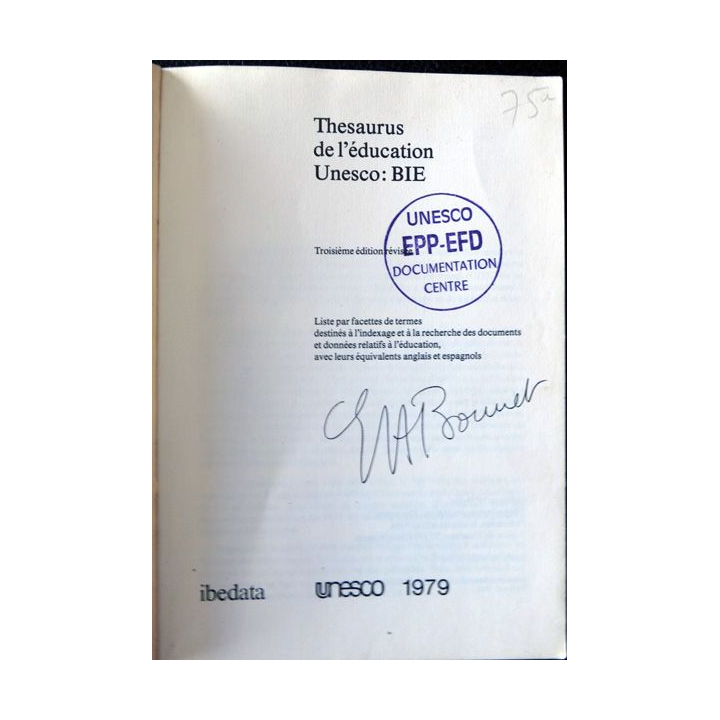 75
Thesaurus
de l'éducation
Unesco: BIE
UNESCO
EPP-EFD
DOCUMENTATION
CENTRE
Troisième édition révisée
Liste par facettes de termes
destinés à l'indexage et à la recherche des documents
et données relatifs à l'éducation,
avec leurs équivalents anglais et espagnols
Bonnet
ibedata
unesco 1979